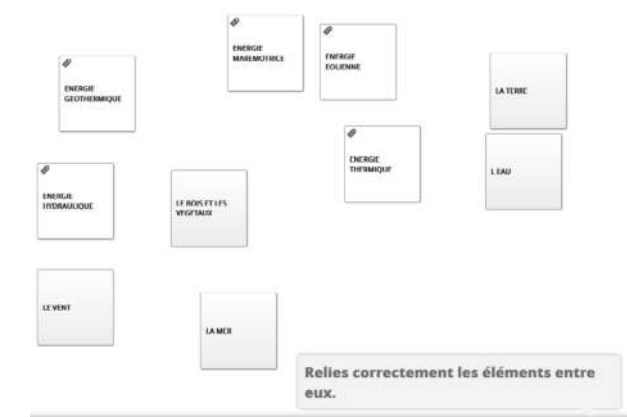 ENERGIE
MAREMOTRICE
ENERGIE
EOLIENNE
ENERGIE
GEOTHERMIQUE
LA TERRE
ENERGIE
THERMIQUE
L EAU
ENERGIE
HYDRAULIQUE
LE BOIS ET LES
VEGETAUX
LE VENT
LA MER
Relies correctement les éléments entre
eux.